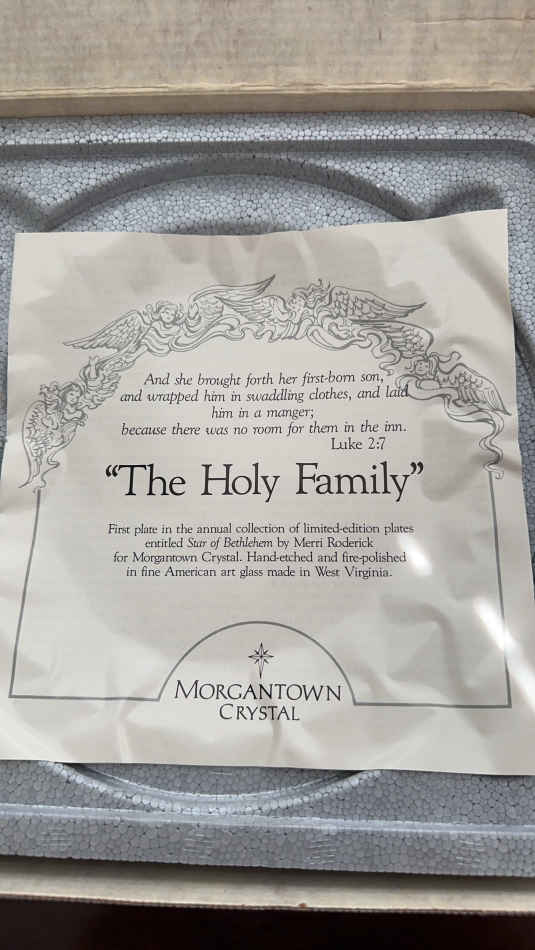 And she brought forth her first-born son,
and wrapped him in swaddling clothes, and laid
him in a manger;
because there was no room for them in the inn.
Luke 2:7
“The Holy Family”
First plate in the annual collection of limited-edition plates
entitled Star of Bethlehem by Merri Roderick
for Morgantown Crystal. Hand-etched and fire-polished
in fine American art glass made in West Virginia.
MORGANTOWN
CRYSTAL